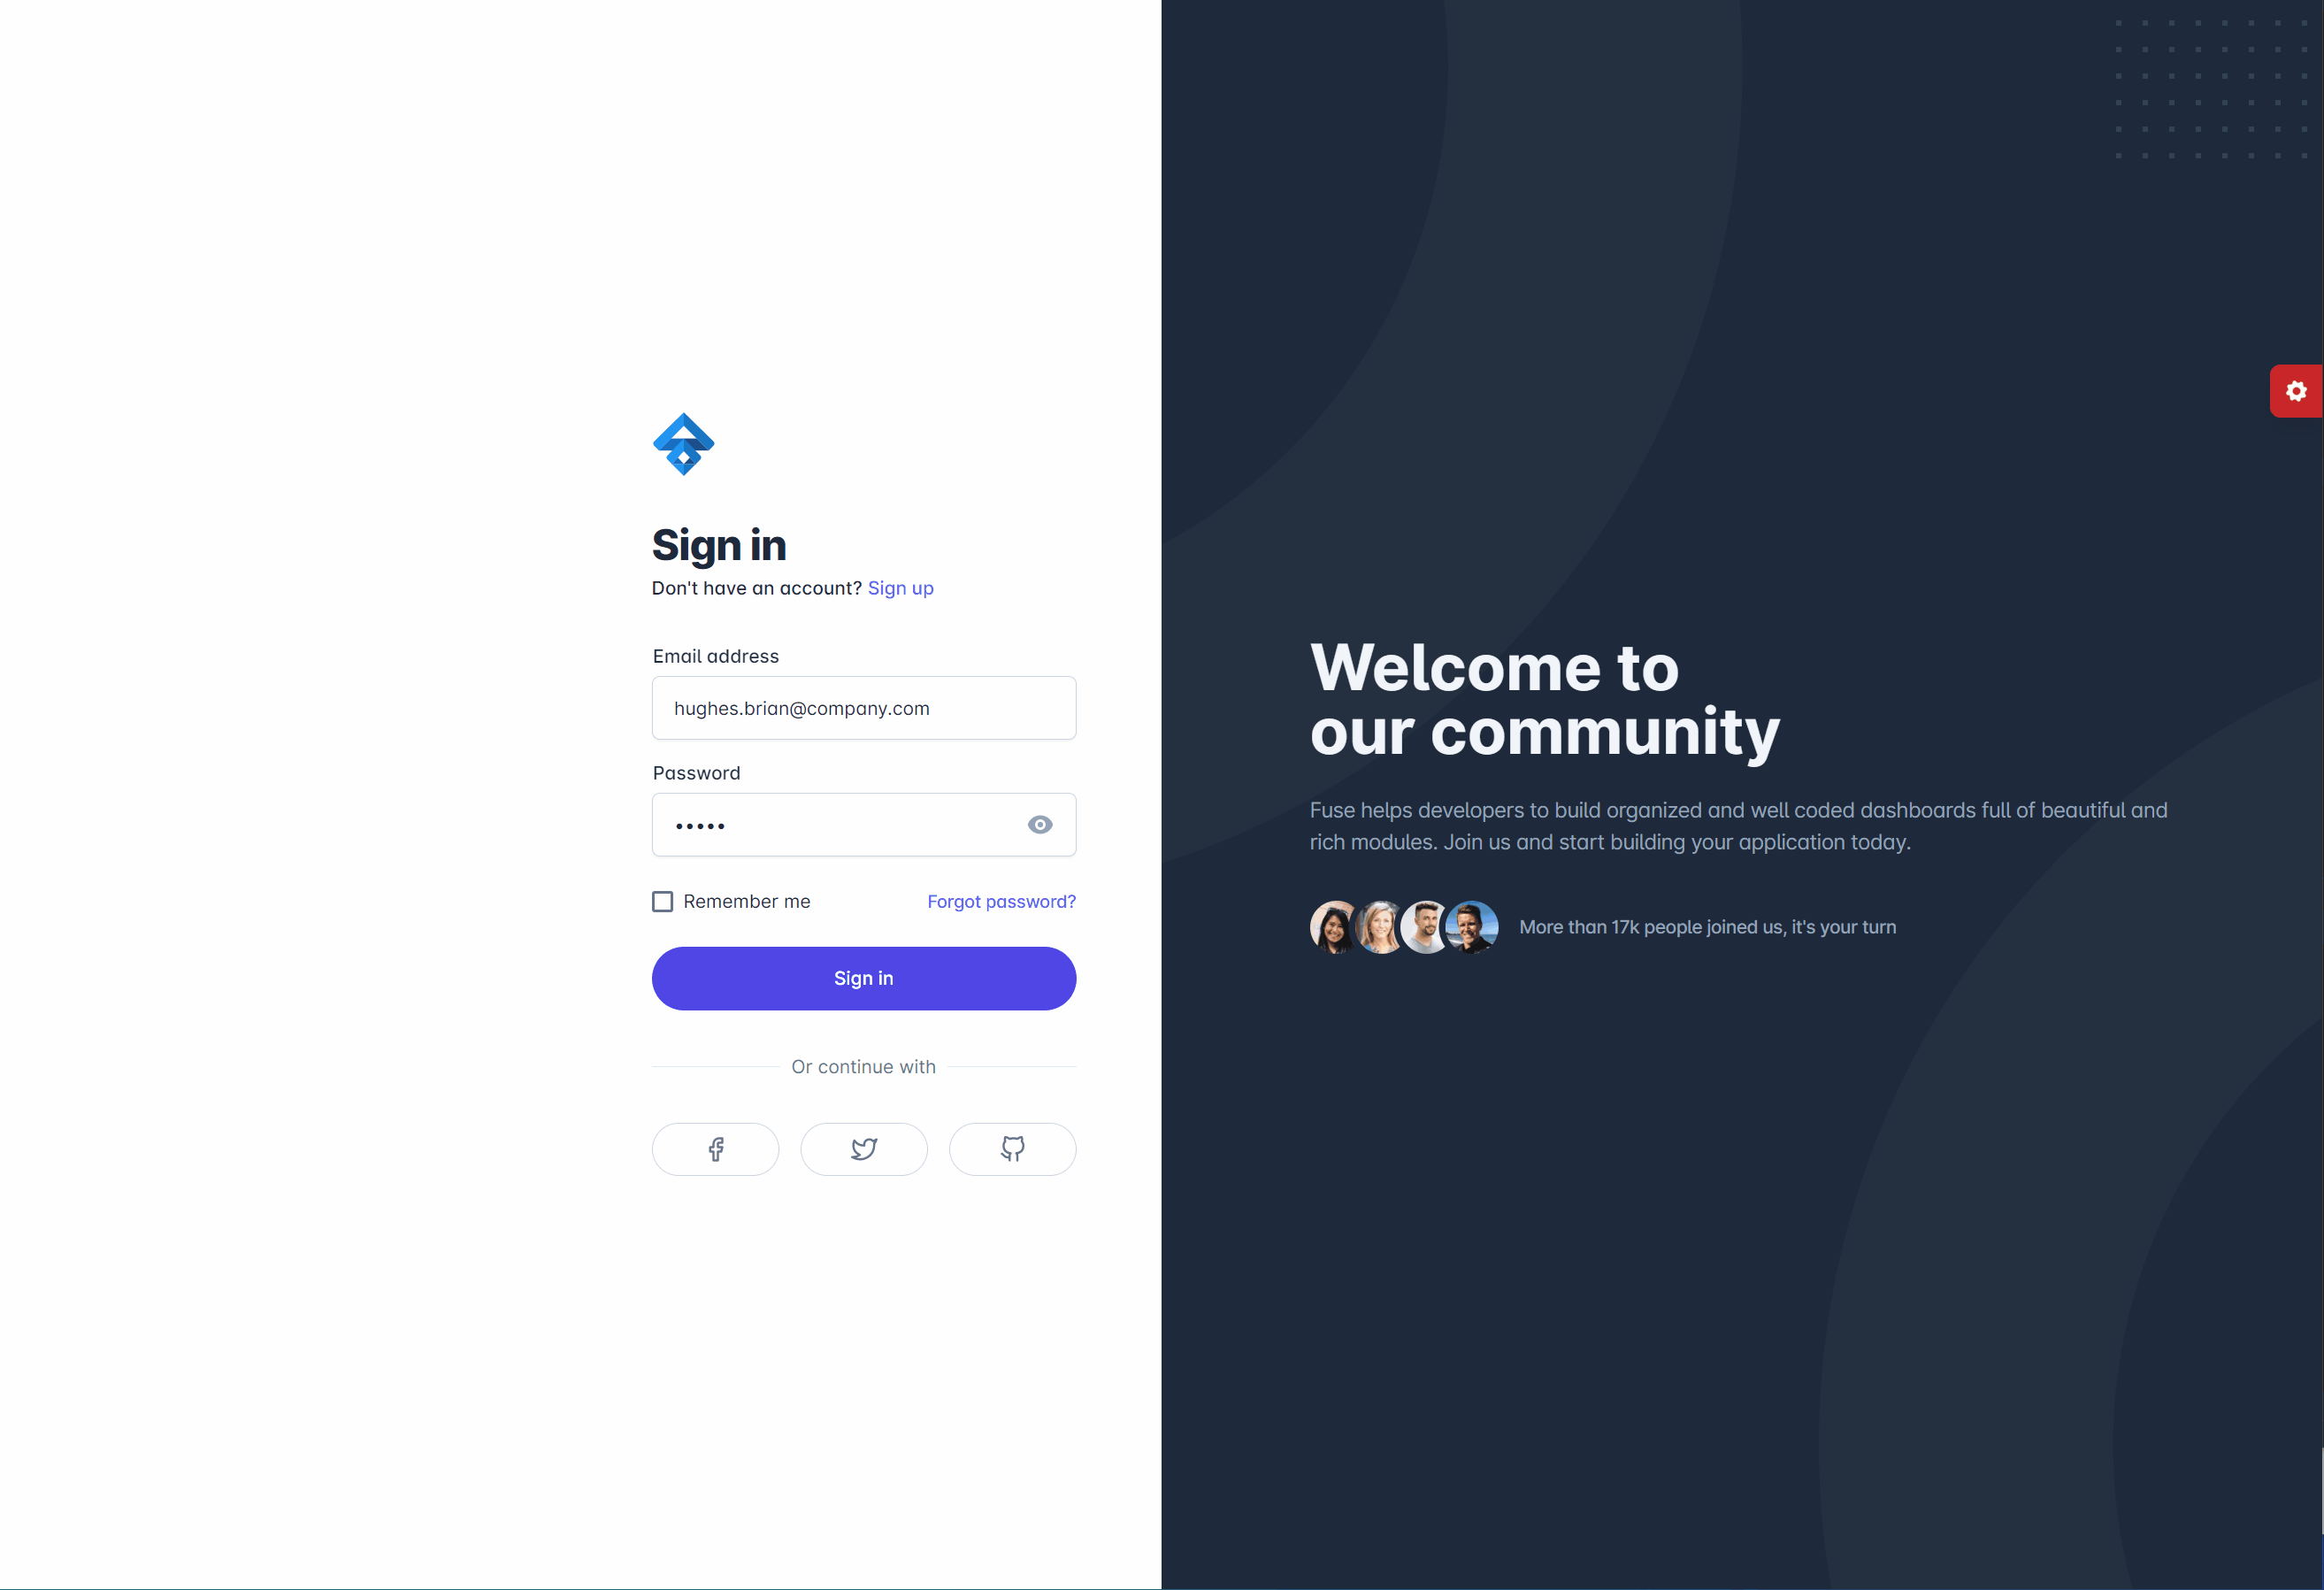 Sign in
Don't have an account? Sign up
Email address
hughes.brian@company.com
Password
•••••
Remember me
Forgot password?
Sign in
Or continue with
Welcome to
our community
Fuse helps developers to build organized and well coded dashboards full of beautiful and
rich modules. Join us and start building your application today.
More than 17k people joined us, it's your turn